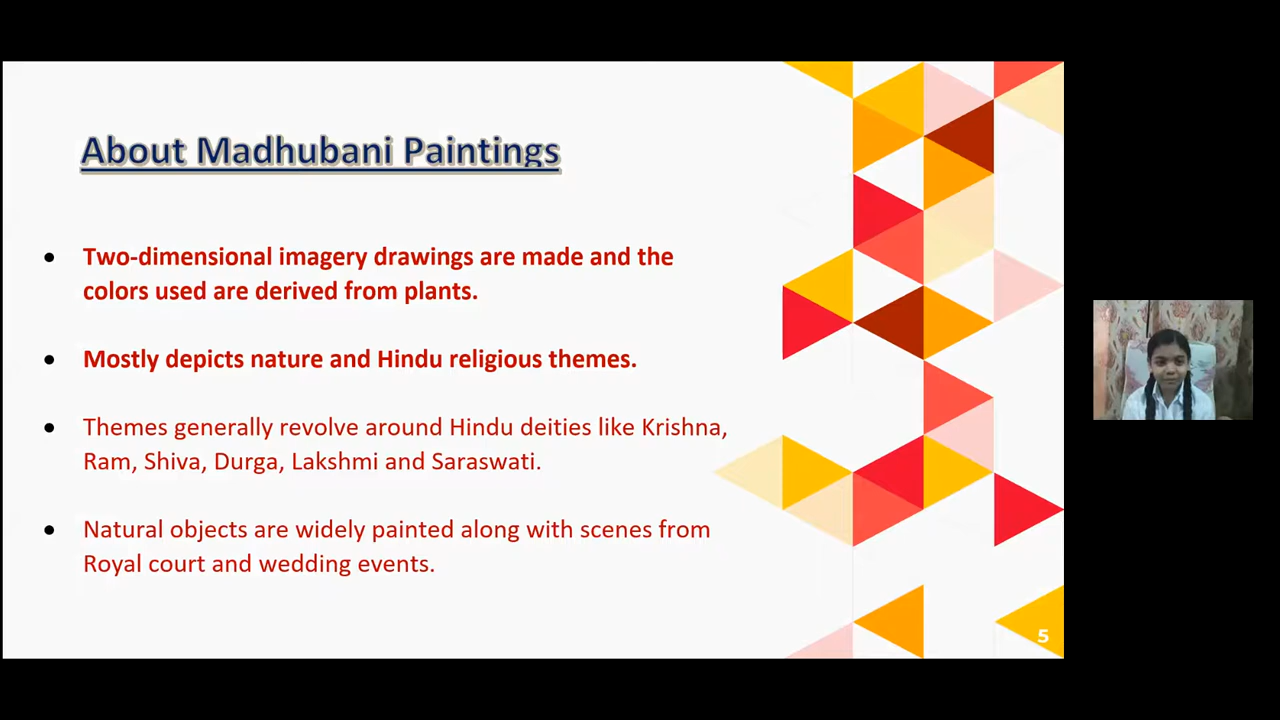 About Madhubani Paintings
• Two-dimensional imagery drawings are made and the
colors used are derived from plants.
• Mostly depicts nature and Hindu religious themes.
• Themes generally revolve around Hindu deities like Krishna,
Ram, Shiva, Durga, Lakshmi and Saraswati.
• Natural objects are widely painted along with scenes from
Royal court and wedding events.
5